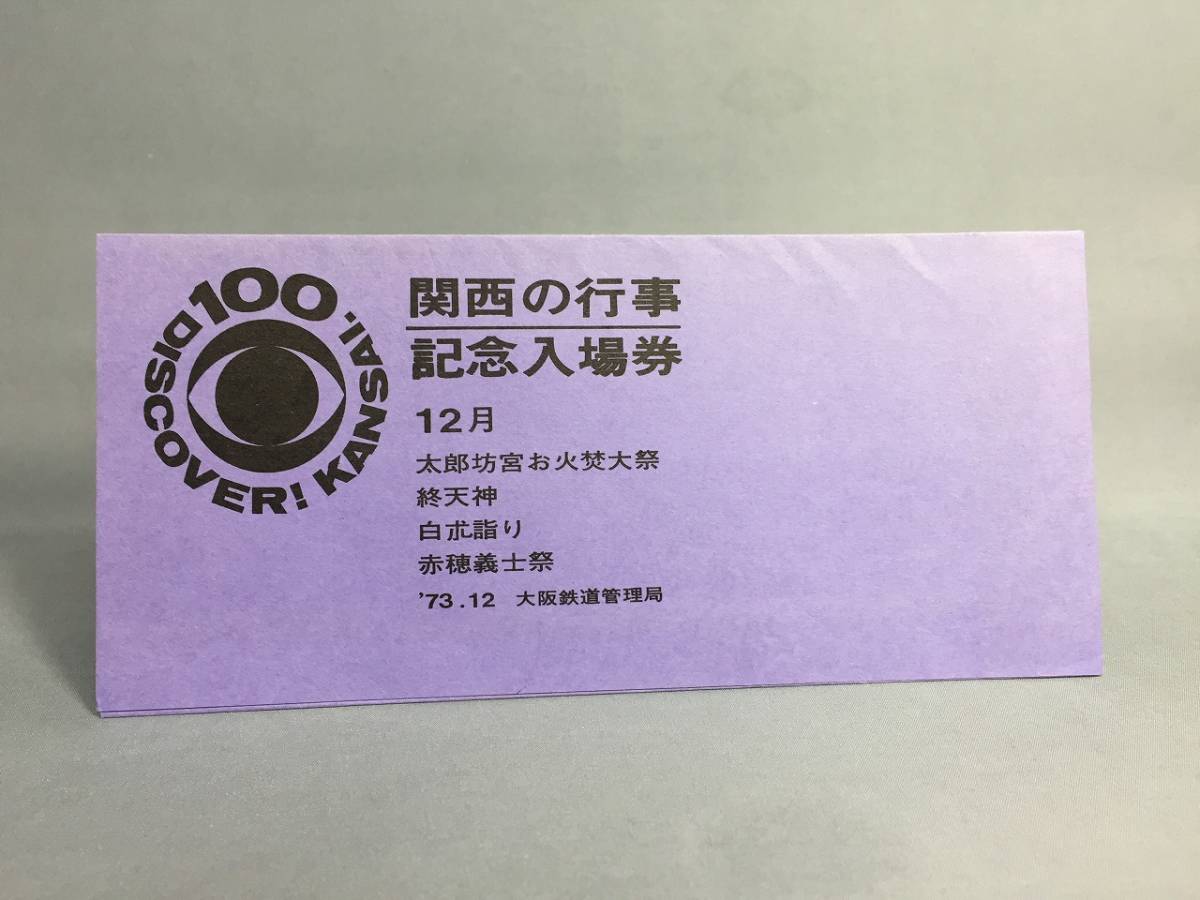 100
DISCOVER! KANSAI.
関西の行事
記念入場券
12月
太郎坊宮お火焚大祭
終天神
白朮詣り
赤穂義士祭
'73.12 大阪鉄道管理局